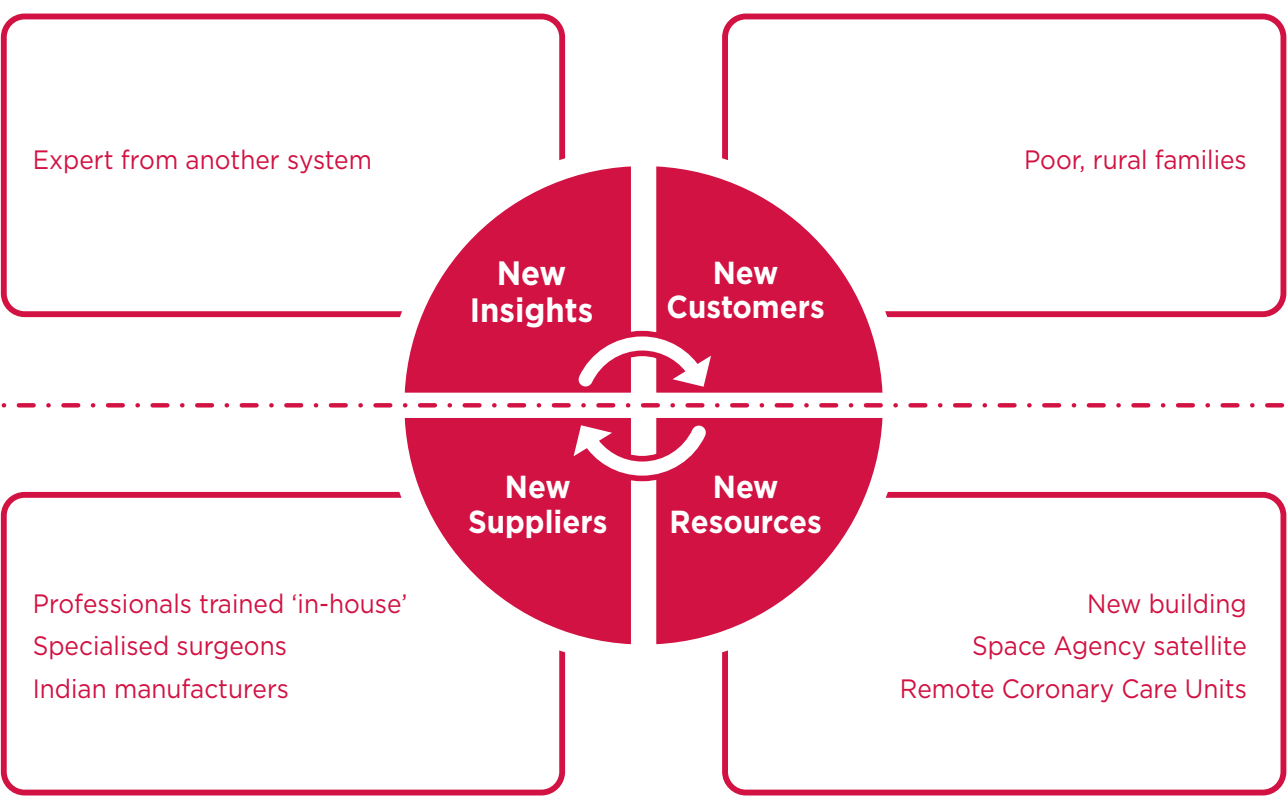 Expert from another system
Poor, rural families
New
Insights
New
Customers
New
Suppliers
New
Resources
Professionals trained ‘in-house’
Specialised surgeons
Indian manufacturers
New building
Space Agency satellite
Remote Coronary Care Units